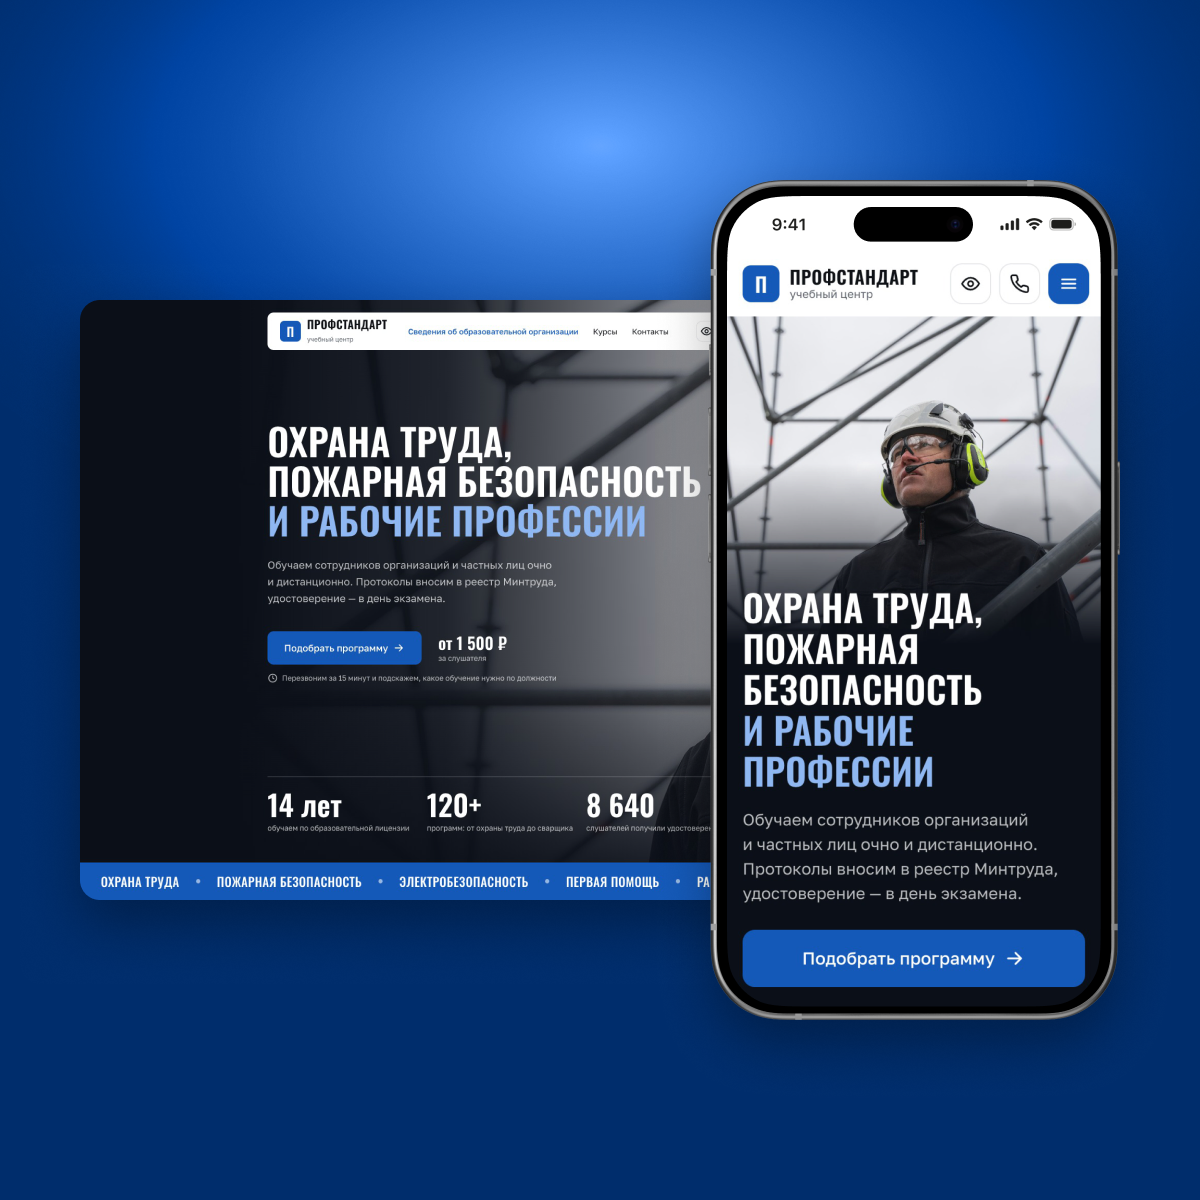 П
ПРОФСТАНДАРТ
учебный центр
Сведения об образовательной организации
Курсы
Контакты
ОХРАНА ТРУДА,
ПОЖАРНАЯ БЕЗОПАСНОСТЬ
И РАБОЧИЕ ПРОФЕССИИ
Обучаем сотрудников организаций и частных лиц очно
и дистанционно. Протоколы вносим в реестр Минтруда,
удостоверение — в день экзамена.
Подобрать программу →
от 1 500 ₽
за слушателя
Перезвоним за 15 минут и подскажем, какое обучение нужно по должности
14 лет
обучаем по образовательной лицензии
120+
программ: от охраны труда до сварщика
8 640
слушателей получили
ОХРАНА ТРУДА • ПОЖАРНАЯ БЕЗОПАСНОСТЬ • ЭЛЕКТРОБЕЗОПАСНОСТЬ • ПЕРВАЯ ПОМОЩЬ •
9:41
П
ПРОФСТАНДАРТ
учебный центр
ОХРАНА ТРУДА,
ПОЖАРНАЯ
БЕЗОПАСНОСТЬ
И РАБОЧИЕ
ПРОФЕССИИ
Обучаем сотрудников организаций
и частных лиц очно и дистанционно.
Протоколы вносим в реестр Минтруда,
удостоверение — в день экзамена.
Подобрать программу →